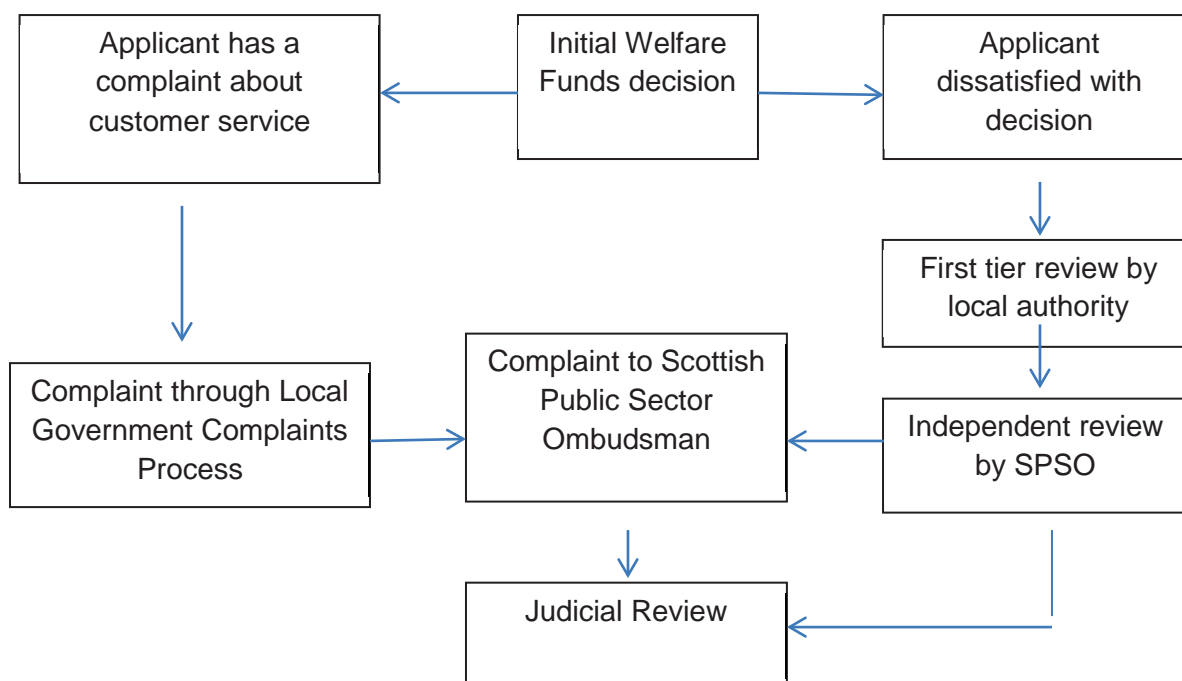 Applicant has a
complaint about
customer service
Initial Welfare
Funds decision
Applicant
dissatisfied with
decision
First tier review by
local authority
Complaint through Local
Government Complaints
Process
Complaint to Scottish
Public Sector
Ombudsman
Independent review
by SPSO
Judicial Review